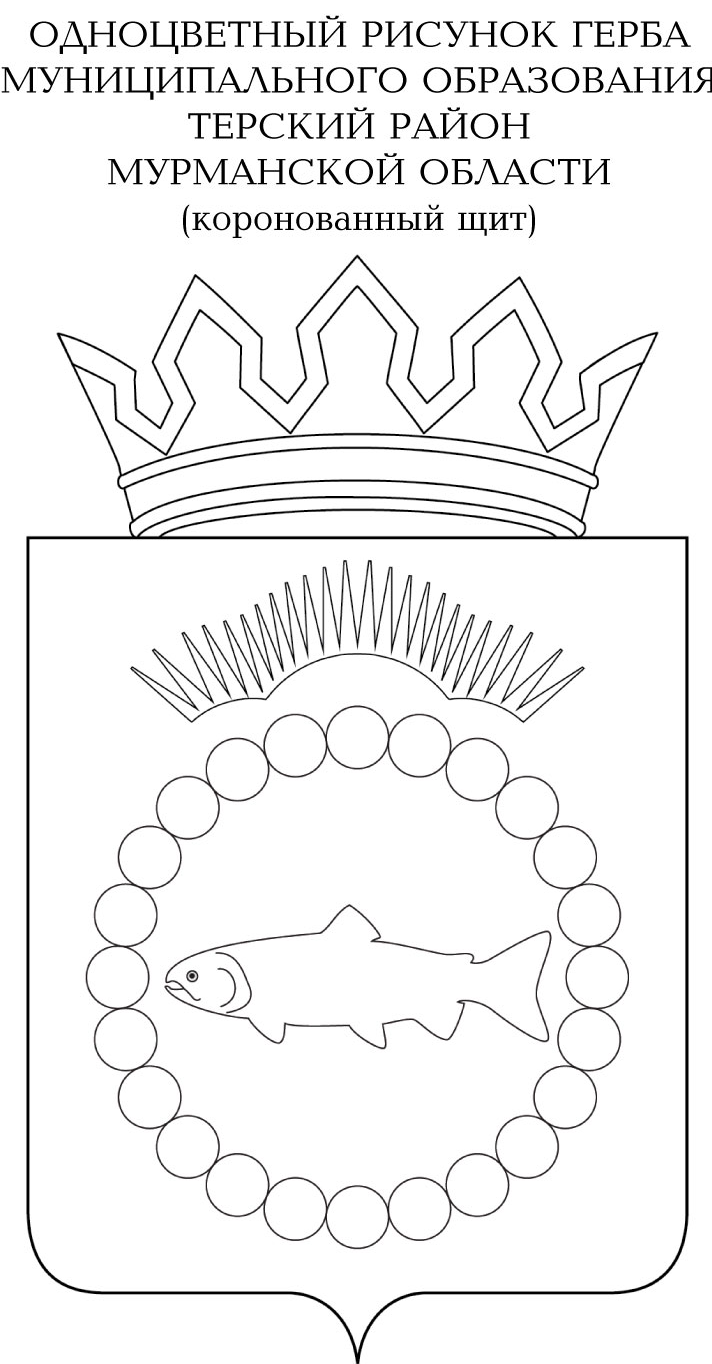 ОДНОЦВЕТНЫЙ РИСУНОК ГЕРБА
МУНИЦИПАЛЬНОГО ОБРАЗОВАНИЯ
ТЕРСКИЙ РАЙОН
МУРМАНСКОЙ ОБЛАСТИ
(коронованный щит)